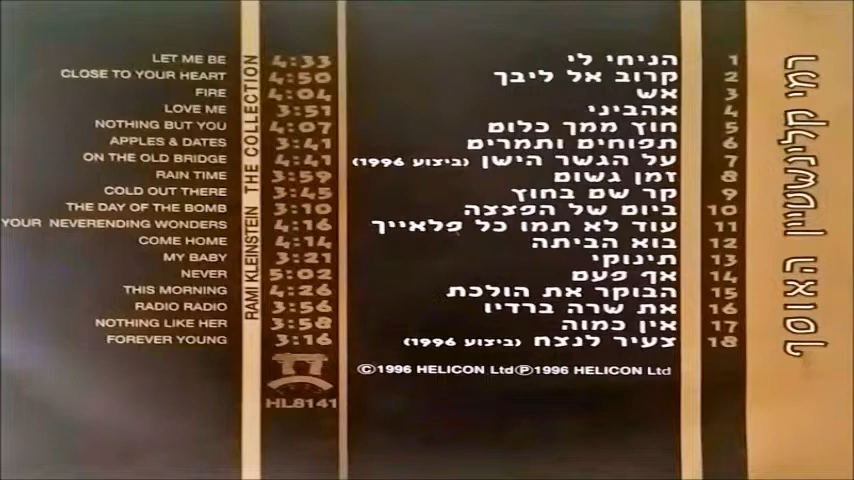 רמי קלינשטיין האוסף
1 הניחי לי 4:33 LET ME BE
2 קרוב אל ליבך 4:50 CLOSE TO YOUR HEART
3 אש 4:04 FIRE
4 אהביני 3:51 LOVE ME
5 חוץ ממך כלום 4:07 NOTHING BUT YOU
6 תפוחים ותמרים 3:41 APPLES & DATES
7 על הגשר הישן (ביצוע 1996) 4:41 ON THE OLD BRIDGE
8 זמן גשום 3:59 RAIN TIME
9 קר שם בחוץ 3:45 COLD OUT THERE
10 ביום של הפצצה 3:10 THE DAY OF THE BOMB
11 עוד לא תמו כל פלאייך 4:16 YOUR NEVERENDING WONDERS
12 בוא הביתה 4:14 COME HOME
13 תינוקי 3:21 MY BABY
14 אף פעם 5:02 NEVER
15 הבוקר את הולכת 4:26 THIS MORNING
16 את שרה ברדיו 3:56 RADIO RADIO
17 אין כמוה 3:58 NOTHING LIKE HER
18 צעיר לנצח (ביצוע 1996) 3:16 FOREVER YOUNG
©1996 HELICON Ltd℗1996 HELICON Ltd
HL8141
RAMI KLEINSTEIN THE COLLECTION